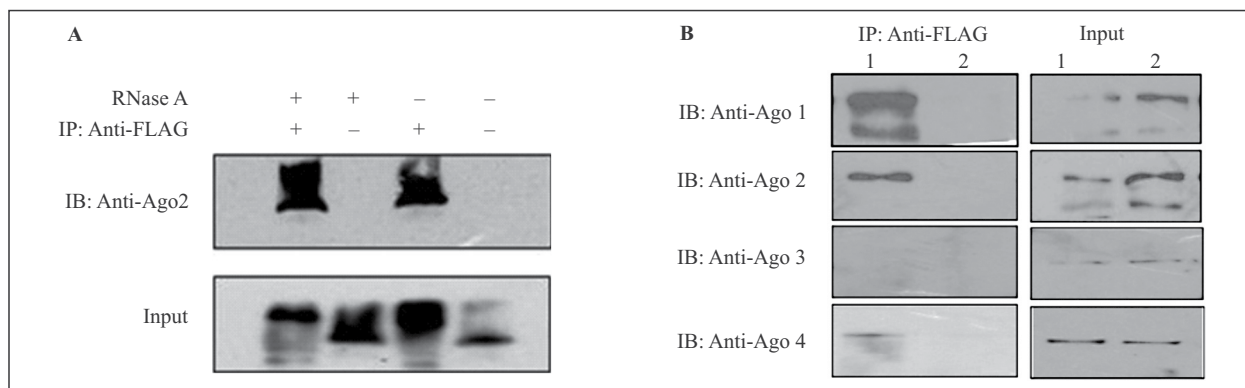 A
RNase A + + – –
IP: Anti-FLAG + – + –
IB: Anti-Ago2
Input
B
IP: Anti-FLAG Input
1 2 1 2
IB: Anti-Ago 1
IB: Anti-Ago 2
IB: Anti-Ago 3
IB: Anti-Ago 4